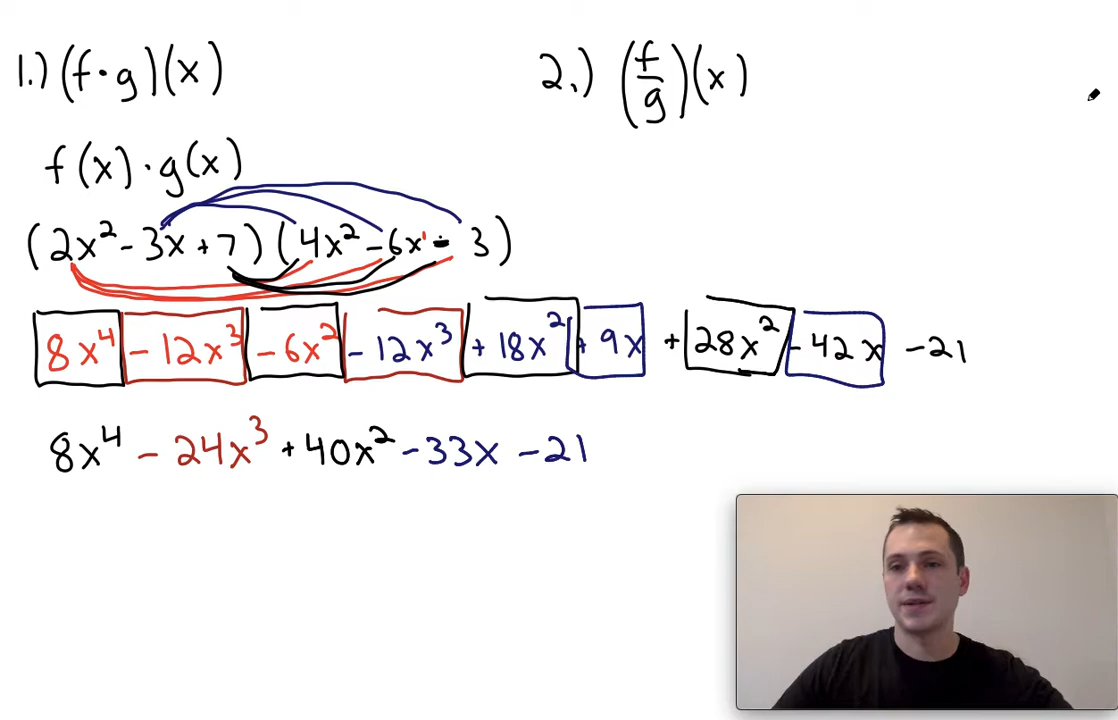 1.) (f·g)(x)
f(x)·g(x)
(2x² - 3x + 7)(4x² - 6x¹ - 3)
8x⁴ - 12x³ - 6x² - 12x³ + 18x² + 9x + 28x² - 42x - 21
8x⁴ - 24x³ + 40x² - 33x - 21
2.) (f/g)(x)